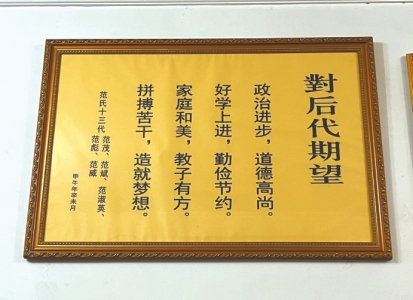 對后代期望
政治进步，道德高尚。
好学上进，勤俭节约。
家庭和美，教子有方。
拼搏苦干，造就梦想。
范氏十三代 范茂、范斌、范淑英、
范彪、范威
甲午年辛未月